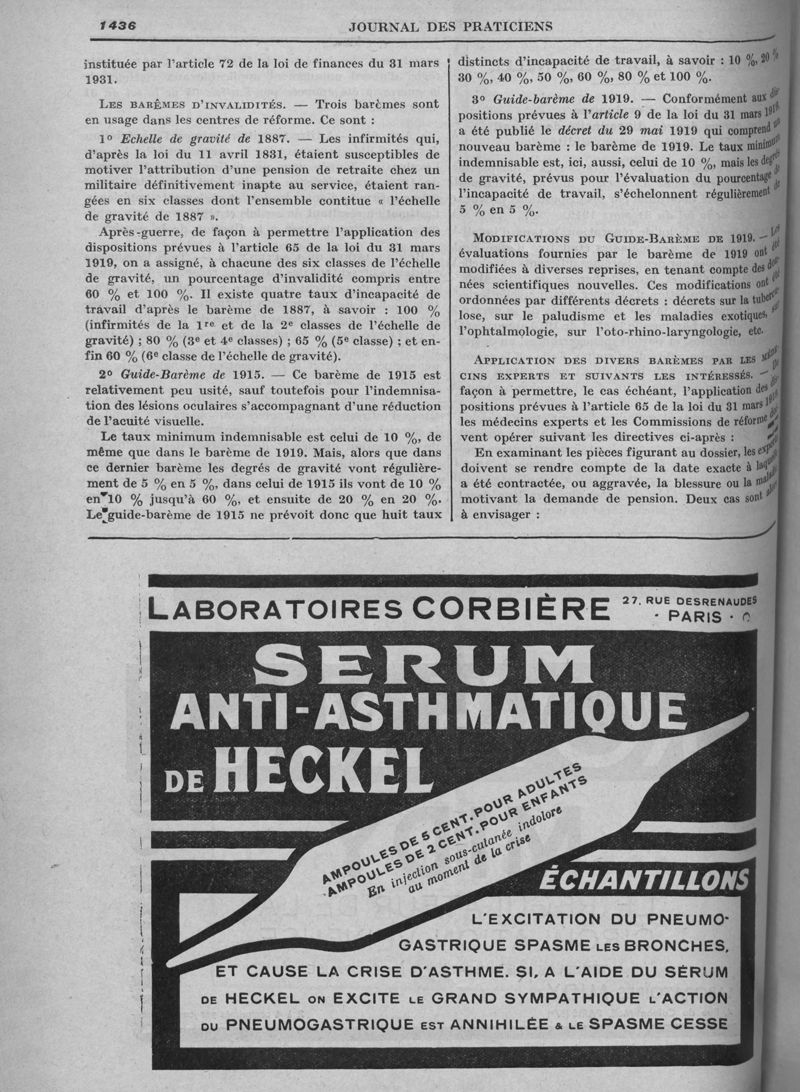 1436
JOURNAL DES PRATICIENS
instituée par l'article 72 de la loi de finances du 31 mars
1931.
LES BARÊMES D'INVALIDITÉS. — Trois barèmes sont
en usage dans les centres de réforme. Ce sont :
1º Echelle de gravité de 1887. — Les infirmités qui,
d'après la loi du 11 avril 1831, étaient susceptibles de
motiver l'attribution d'une pension de retraite chez un
militaire définitivement inapte au service, étaient ran-
gées en six classes dont l'ensemble contitue « l'échelle
de gravité de 1887 ».
Après-guerre, de façon à permettre l'application des
dispositions prévues à l'article 65 de la loi du 31 mars
1919, on a assigné, à chacune des six classes de l'échelle
de gravité, un pourcentage d'invalidité compris entre
60 % et 100 %. Il existe quatre taux d'incapacité de
travail d'après le barème de 1887, à savoir : 100 %
(infirmités de la 1re et de la 2e classes de l'échelle de
gravité) ; 80 % (3e et 4e classes) ; 65 % (5e classe) ; et en-
fin 60 % (6e classe de l'échelle de gravité).
2º Guide-Barème de 1915. — Ce barème de 1915 est
relativement peu usité, sauf toutefois pour l'indemnisa-
tion des lésions oculaires s'accompagnant d'une réduction
de l'acuité visuelle.
Le taux minimum indemnisable est celui de 10 %, de
même que dans le barème de 1919. Mais, alors que dans
ce dernier barème les degrés de gravité vont régulière-
ment de 5 % en 5 %, dans celui de 1915 ils vont de 10 %
en 10 % jusqu'à 60 %, et ensuite de 20 % en 20 %.
Le guide-barème de 1915 ne prévoit donc que huit taux
distincts d'incapacité de travail, à savoir : 10 %, 20 %
30 %, 40 %, 50 %, 60 %, 80 % et 100 %.
3º Guide-barème de 1919. — Conformément aux dis-
positions prévues à l'article 9 de la loi du 31 mars 1919
a été publié le décret du 29 mai 1919 qui comprend
nouveau barème : le barème de 1919. Le taux minimum
indemnisable est, ici, aussi, celui de 10 %, mais les degrés
de gravité, prévus pour l'évaluation du pourcentage de
l'incapacité de travail, s'échelonnent régulièrement de
5 % en 5 %.
MODIFICATIONS DU GUIDE-BARÈME DE 1919. — Les
évaluations fournies par le barème de 1919 ont été
modifiées à diverses reprises, en tenant compte des don-
nées scientifiques nouvelles. Ces modifications ont été
ordonnées par différents décrets : décrets sur la tubercu-
lose, sur le paludisme et les maladies exotiques, sur
l'ophtalmologie, sur l'oto-rhino-laryngologie, etc.
APPLICATION DES DIVERS BARÈMES PAR LES MÉDE-
CINS EXPERTS ET SUIVANTS LES INTÉRESSÉS. — De
façon à permettre, le cas échéant, l'application des dis-
positions prévues à l'article 65 de la loi du 31 mars 1919
les médecins experts et les Commissions de réforme
vent opérer suivant les directives ci-après :
En examinant les pièces figurant au dossier, les experts
doivent se rendre compte de la date exacte à laquelle
a été contractée, ou aggravée, la blessure ou la maladie
motivant la demande de pension. Deux cas sont
à envisager :
LABORATOIRES CORBIÈRE 27, RUE DESRENAUDES
· PARIS ·
SERUM
ANTI-ASTHMATIQUE
DE HECKEL
AMPOULES DE 5 CENT. POUR ADULTES
AMPOULES DE 2 CENT. POUR ENFANTS
En injection sous-cutanée indolore
au moment de la crise
ÉCHANTILLONS
L'EXCITATION DU PNEUMO-
GASTRIQUE SPASME LES BRONCHES,
ET CAUSE LA CRISE D'ASTHME. SI, A L'AIDE DU SÉRUM
DE HECKEL ON EXCITE LE GRAND SYMPATHIQUE L'ACTION
DU PNEUMOGASTRIQUE EST ANNIHILÉE & LE SPASME CESSE